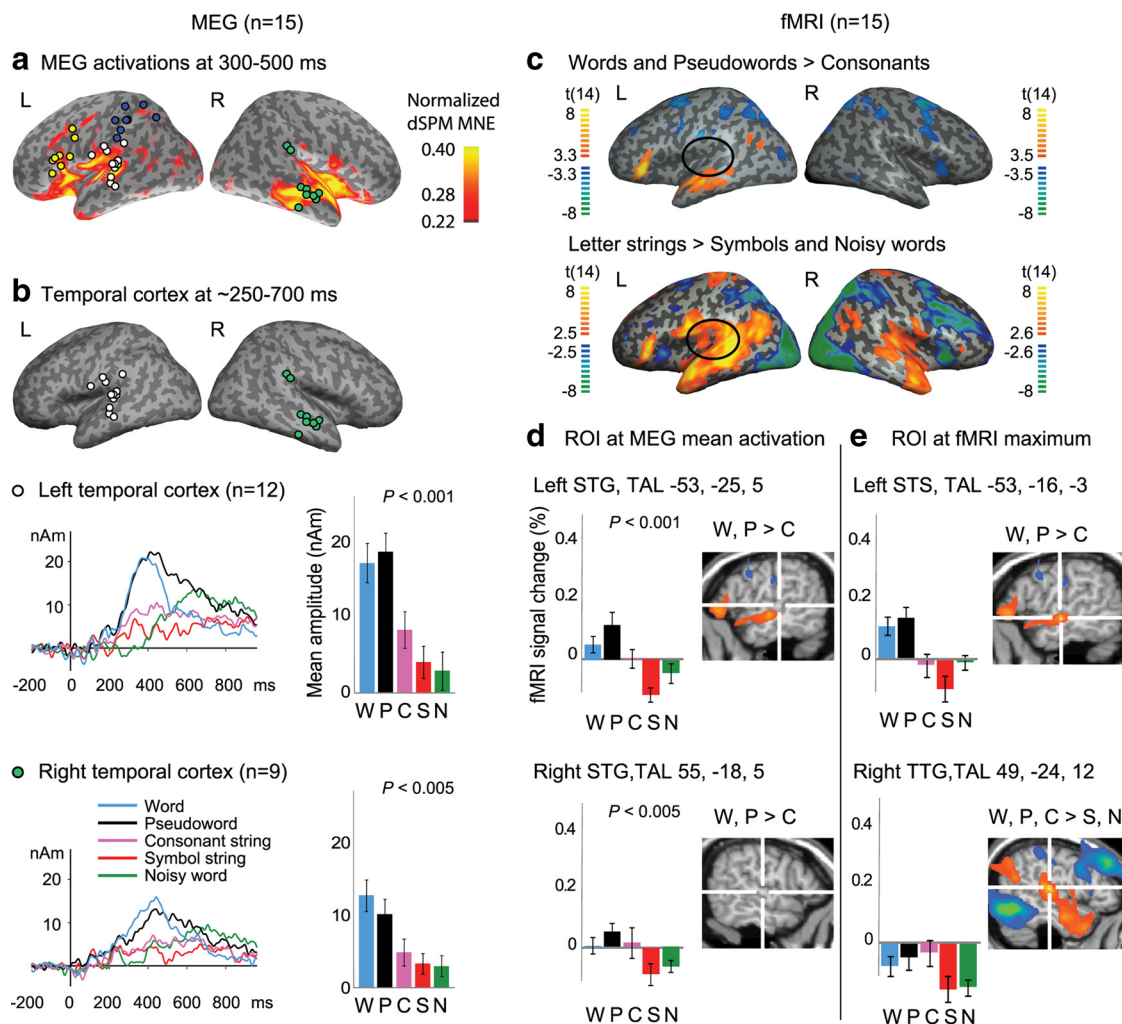 MEG (n=15)
fMRI (n=15)
a MEG activations at 300-500 ms
L
R
Normalized
dSPM MNE
0.40
0.28
0.22
b Temporal cortex at ~250-700 ms
L
R
Left temporal cortex (n=12)
nAm
20
10
-200 0 200 400 600 800 ms
P < 0.001
Mean amplitude (nAm)
20
10
0
W P C S N
Right temporal cortex (n=9)
Word
Pseudoword
Consonant string
Symbol string
Noisy word
nAm
20
10
-200 0 200 400 600 800 ms
P < 0.005
20
10
0
W P C S N
c Words and Pseudowords > Consonants
L
R
t(14)
8
3.3
-3.3
-8
t(14)
8
3.5
-3.5
-8
Letter strings > Symbols and Noisy words
L
R
t(14)
8
2.5
-2.5
-8
t(14)
8
2.6
-2.6
-8
d ROI at MEG mean activation
Left STG, TAL -53, -25, 5
fMRI signal change (%)
0.4
0.2
0
P < 0.001
W, P > C
W P C S N
Right STG,TAL 55, -18, 5
0.4
0.2
0
P < 0.005
W, P > C
W P C S N
e ROI at fMRI maximum
Left STS, TAL -53, -16, -3
0.4
0.2
0
W, P > C
W P C S N
Right TTG,TAL 49, -24, 12
0.4
0.2
0
W, P, C > S, N
W P C S N